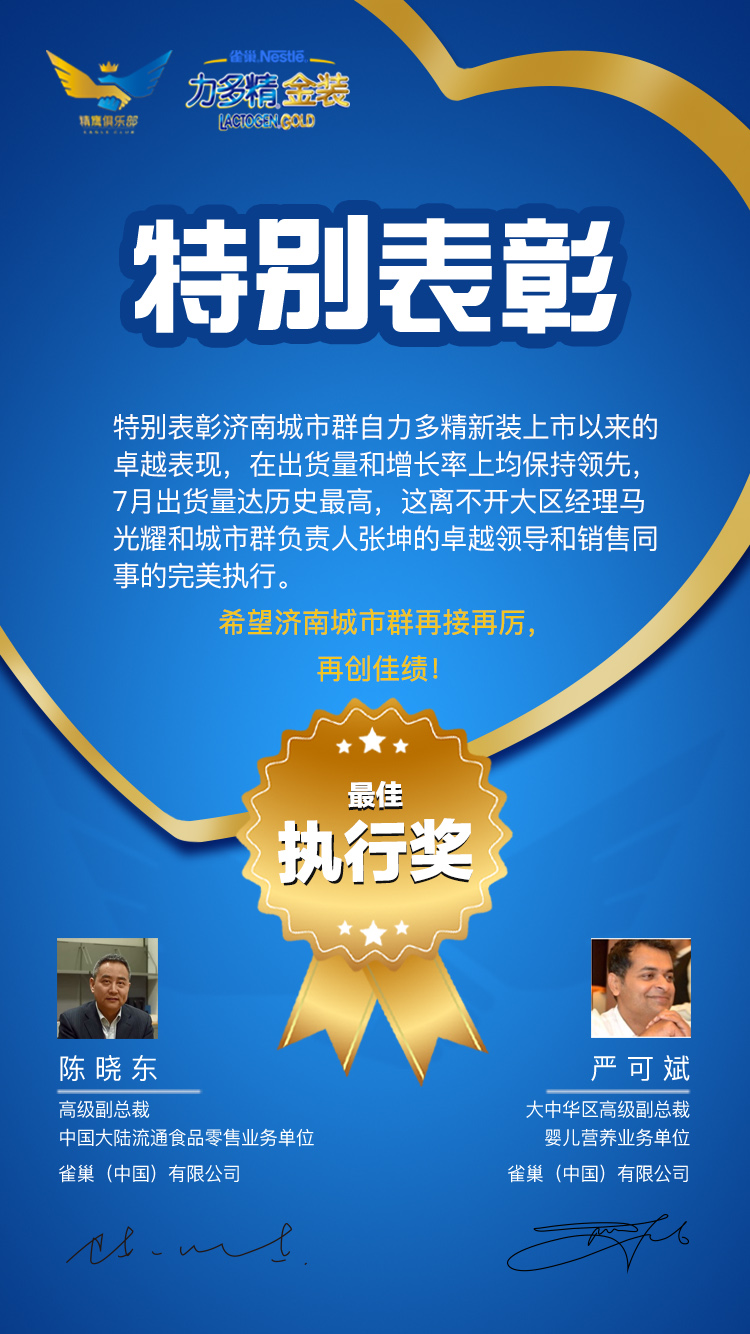 雀巢.Nestlé.
力多精 金装
LACTOGEN.GOLD
精鹰俱乐部
EAGLE CLUB
特别表彰
特别表彰济南城市群自力多精新装上市以来的
卓越表现，在出货量和增长率上均保持领先，
7月出货量达历史最高，这离不开大区经理马
光耀和城市群负责人张坤的卓越领导和销售同
事的完美执行。
希望济南城市群再接再厉，
再创佳绩！
最佳
执行奖
陈晓东
高级副总裁
中国大陆流通食品零售业务单位
雀巢（中国）有限公司
严可斌
大中华区高级副总裁
婴儿营养业务单位
雀巢（中国）有限公司